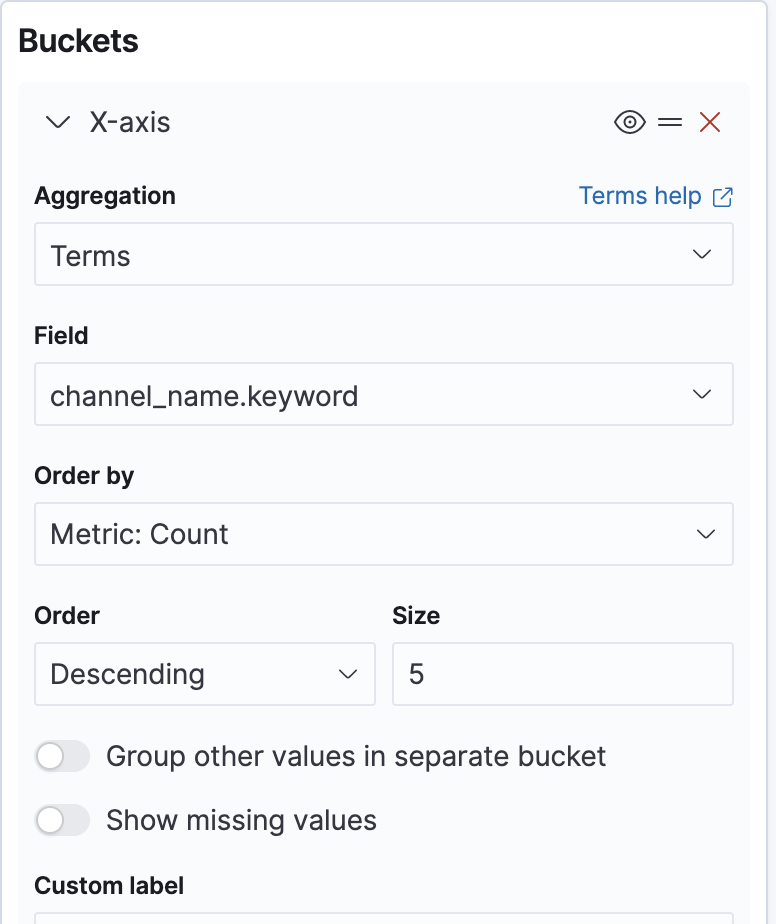 Buckets
X-axis
Aggregation Terms help
Terms
Field
channel_name.keyword
Order by
Metric: Count
Order Size
Descending 5
Group other values in separate bucket
Show missing values
Custom label